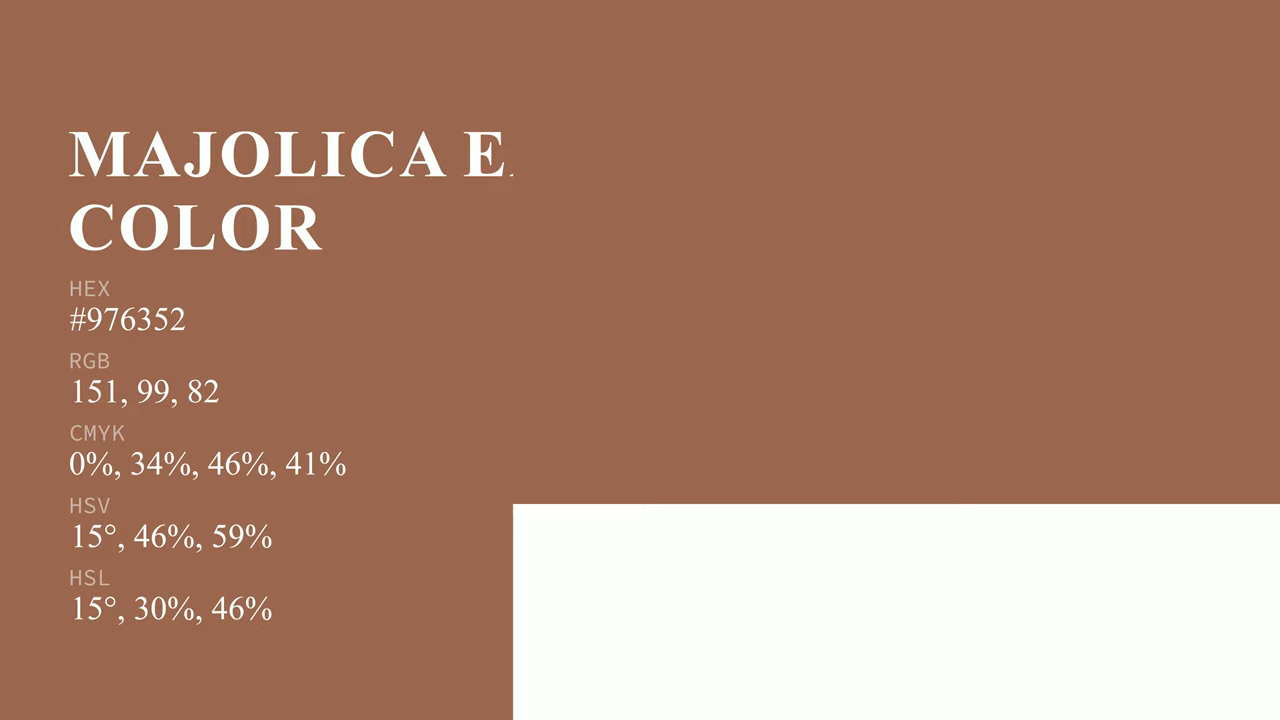 MAJOLICA E
COLOR
HEX
#976352
RGB
151, 99, 82
CMYK
0%, 34%, 46%, 41%
HSV
15°, 46%, 59%
HSL
15°, 30%, 46%